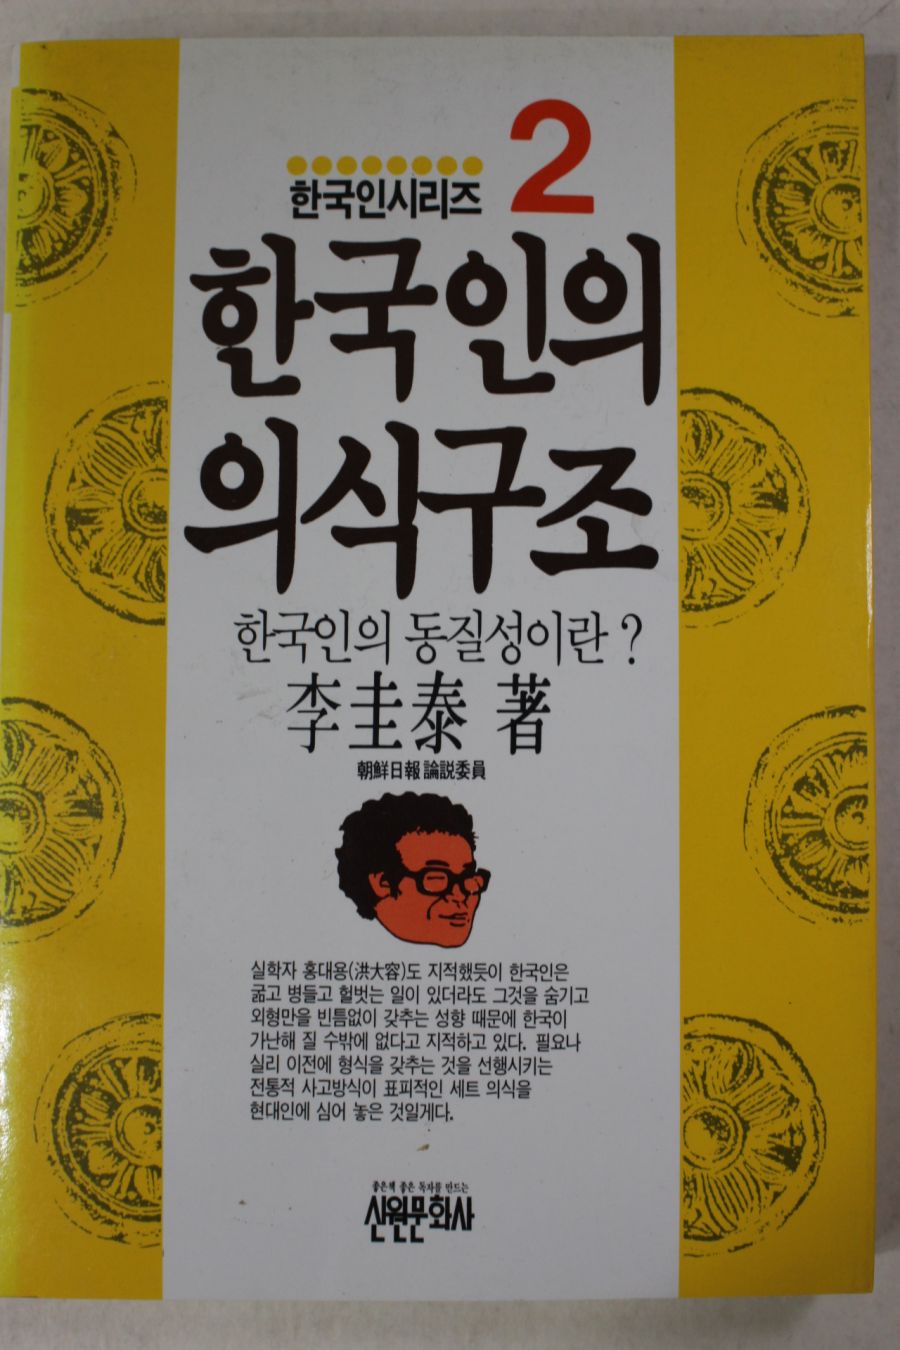 한국인시리즈 2
한국인의
의식구조
한국인의 동질성이란?
李圭泰 著
朝鮮日報 論説委員
실학자 홍대용(洪大容)도 지적했듯이 한국인은
굶고 병들고 헐벗는 일이 있더라도 그것을 숨기고
외형만을 빈틈없이 갖추는 성향 때문에 한국이
가난해 질 수밖에 없다고 지적하고 있다. 필요나
실리 이전에 형식을 갖추는 것을 선행시키는
전통적 사고방식이 표피적인 세트 의식을
현대인에 심어 놓은 것일게다.
좋은책 좋은 독자를 만드는
신원문화사